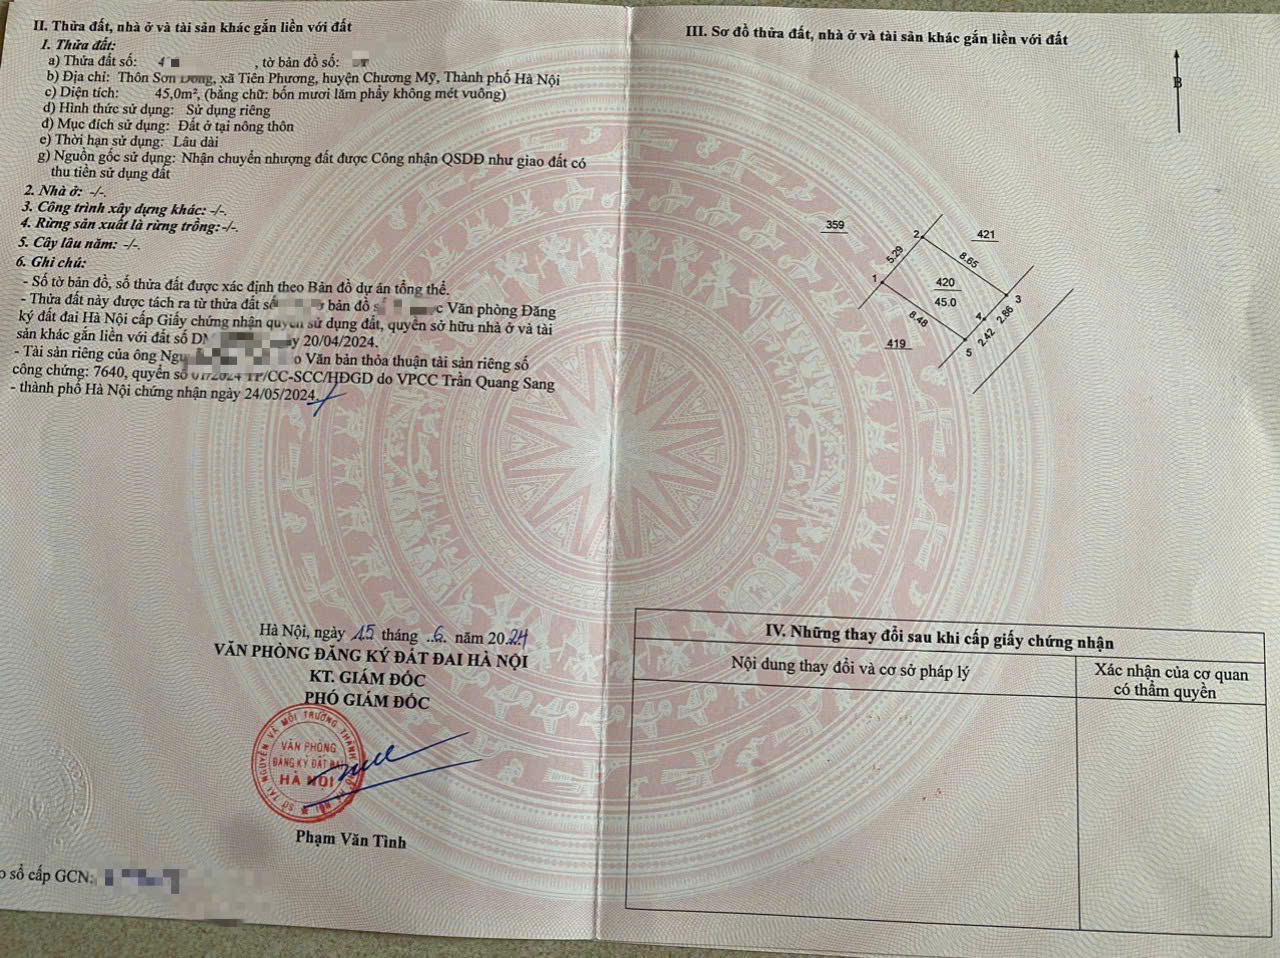 II. Thửa đất, nhà ở và tài sản khác gắn liền với đất
1. Thửa đất:
a) Thửa đất số: , tờ bản đồ số:
b) Địa chỉ: Thôn Sơn Đồng, xã Tiên Phương, huyện Chương Mỹ, Thành phố Hà Nội
c) Diện tích: 45,0m², (bằng chữ: bốn mươi lăm phẩy không mét vuông)
d) Hình thức sử dụng: Sử dụng riêng
đ) Mục đích sử dụng: Đất ở tại nông thôn
e) Thời hạn sử dụng: Lâu dài
g) Nguồn gốc sử dụng: Nhận chuyển nhượng đất được Công nhận QSDĐ như giao đất có
thu tiền sử dụng đất
2. Nhà ở: -/-.
3. Công trình xây dựng khác: -/-.
4. Rừng sản xuất là rừng trồng:-/-.
5. Cây lâu năm: -/-.
6. Ghi chú:
- Số tờ bản đồ, số thửa đất được xác định theo Bản đồ dự án tổng thể.
- Thửa đất này được tách ra từ thửa đất số bản đồ Văn phòng Đăng
ký đất đai Hà Nội cấp Giấy chứng nhận quyền sử dụng đất, quyền sở hữu nhà ở và tài
sản khác gắn liền với đất số 20/04/2024.
- Tài sản riêng của ông Văn bản thỏa thuận tài sản riêng số
công chứng: 7640, quyển số 01/2024 TP/CC-SCC/HĐGD do VPCC Trần Quang Sang
- thành phố Hà Nội chứng nhận ngày 24/05/2024.
Hà Nội, ngày 15 tháng 6 năm 2024
VĂN PHÒNG ĐĂNG KÝ ĐẤT ĐAI HÀ NỘI
KT. GIÁM ĐỐC
PHÓ GIÁM ĐỐC
VĂN PHÒNG
ĐĂNG KÝ ĐẤT ĐAI
HÀ NỘI
Phạm Văn Tình
sổ cấp GCN:
III. Sơ đồ thửa đất, nhà ở và tài sản khác gắn liền với đất
B
359
2
421
5.29
8.65
1
420
45.0
3
8.48
4
2.86
419
5
2.42
IV. Những thay đổi sau khi cấp giấy chứng nhận
Nội dung thay đổi và cơ sở pháp lý
Xác nhận của cơ quan
có thẩm quyền